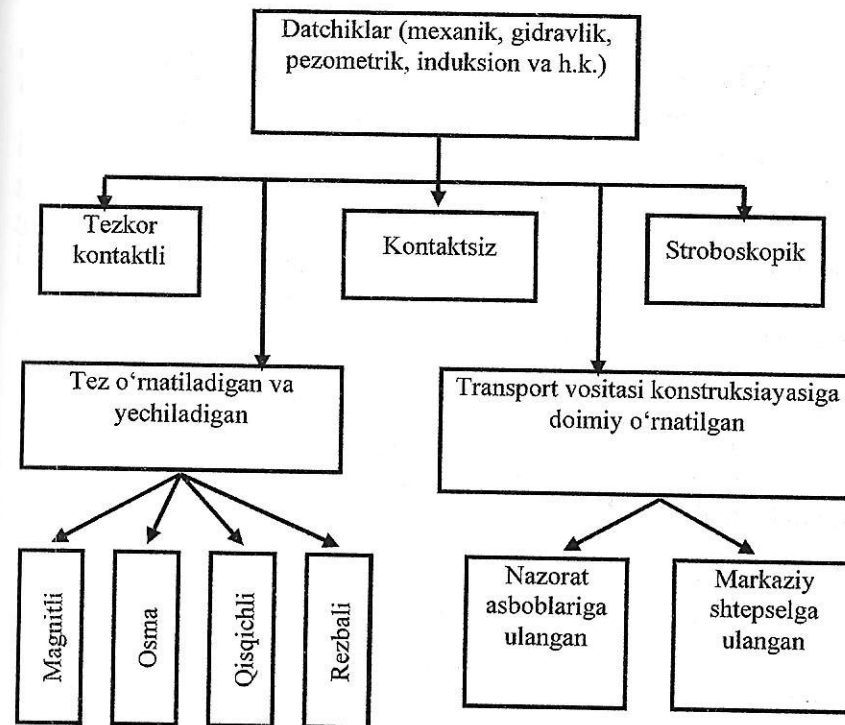 Datchiklar (mexanik, gidravlik,
pezometrik, induksion va h.k.)
Tezkor
kontaktli
Kontaktsiz
Stroboskopik
Tez o‘rnatiladigan va
yechiladigan
Transport vositasi konstruksiayasiga
doimiy o‘rnatilgan
Magnitli
Osma
Qisqichli
Rezbali
Nazorat
asboblariga
ulangan
Markaziy
shtepselga
ulangan